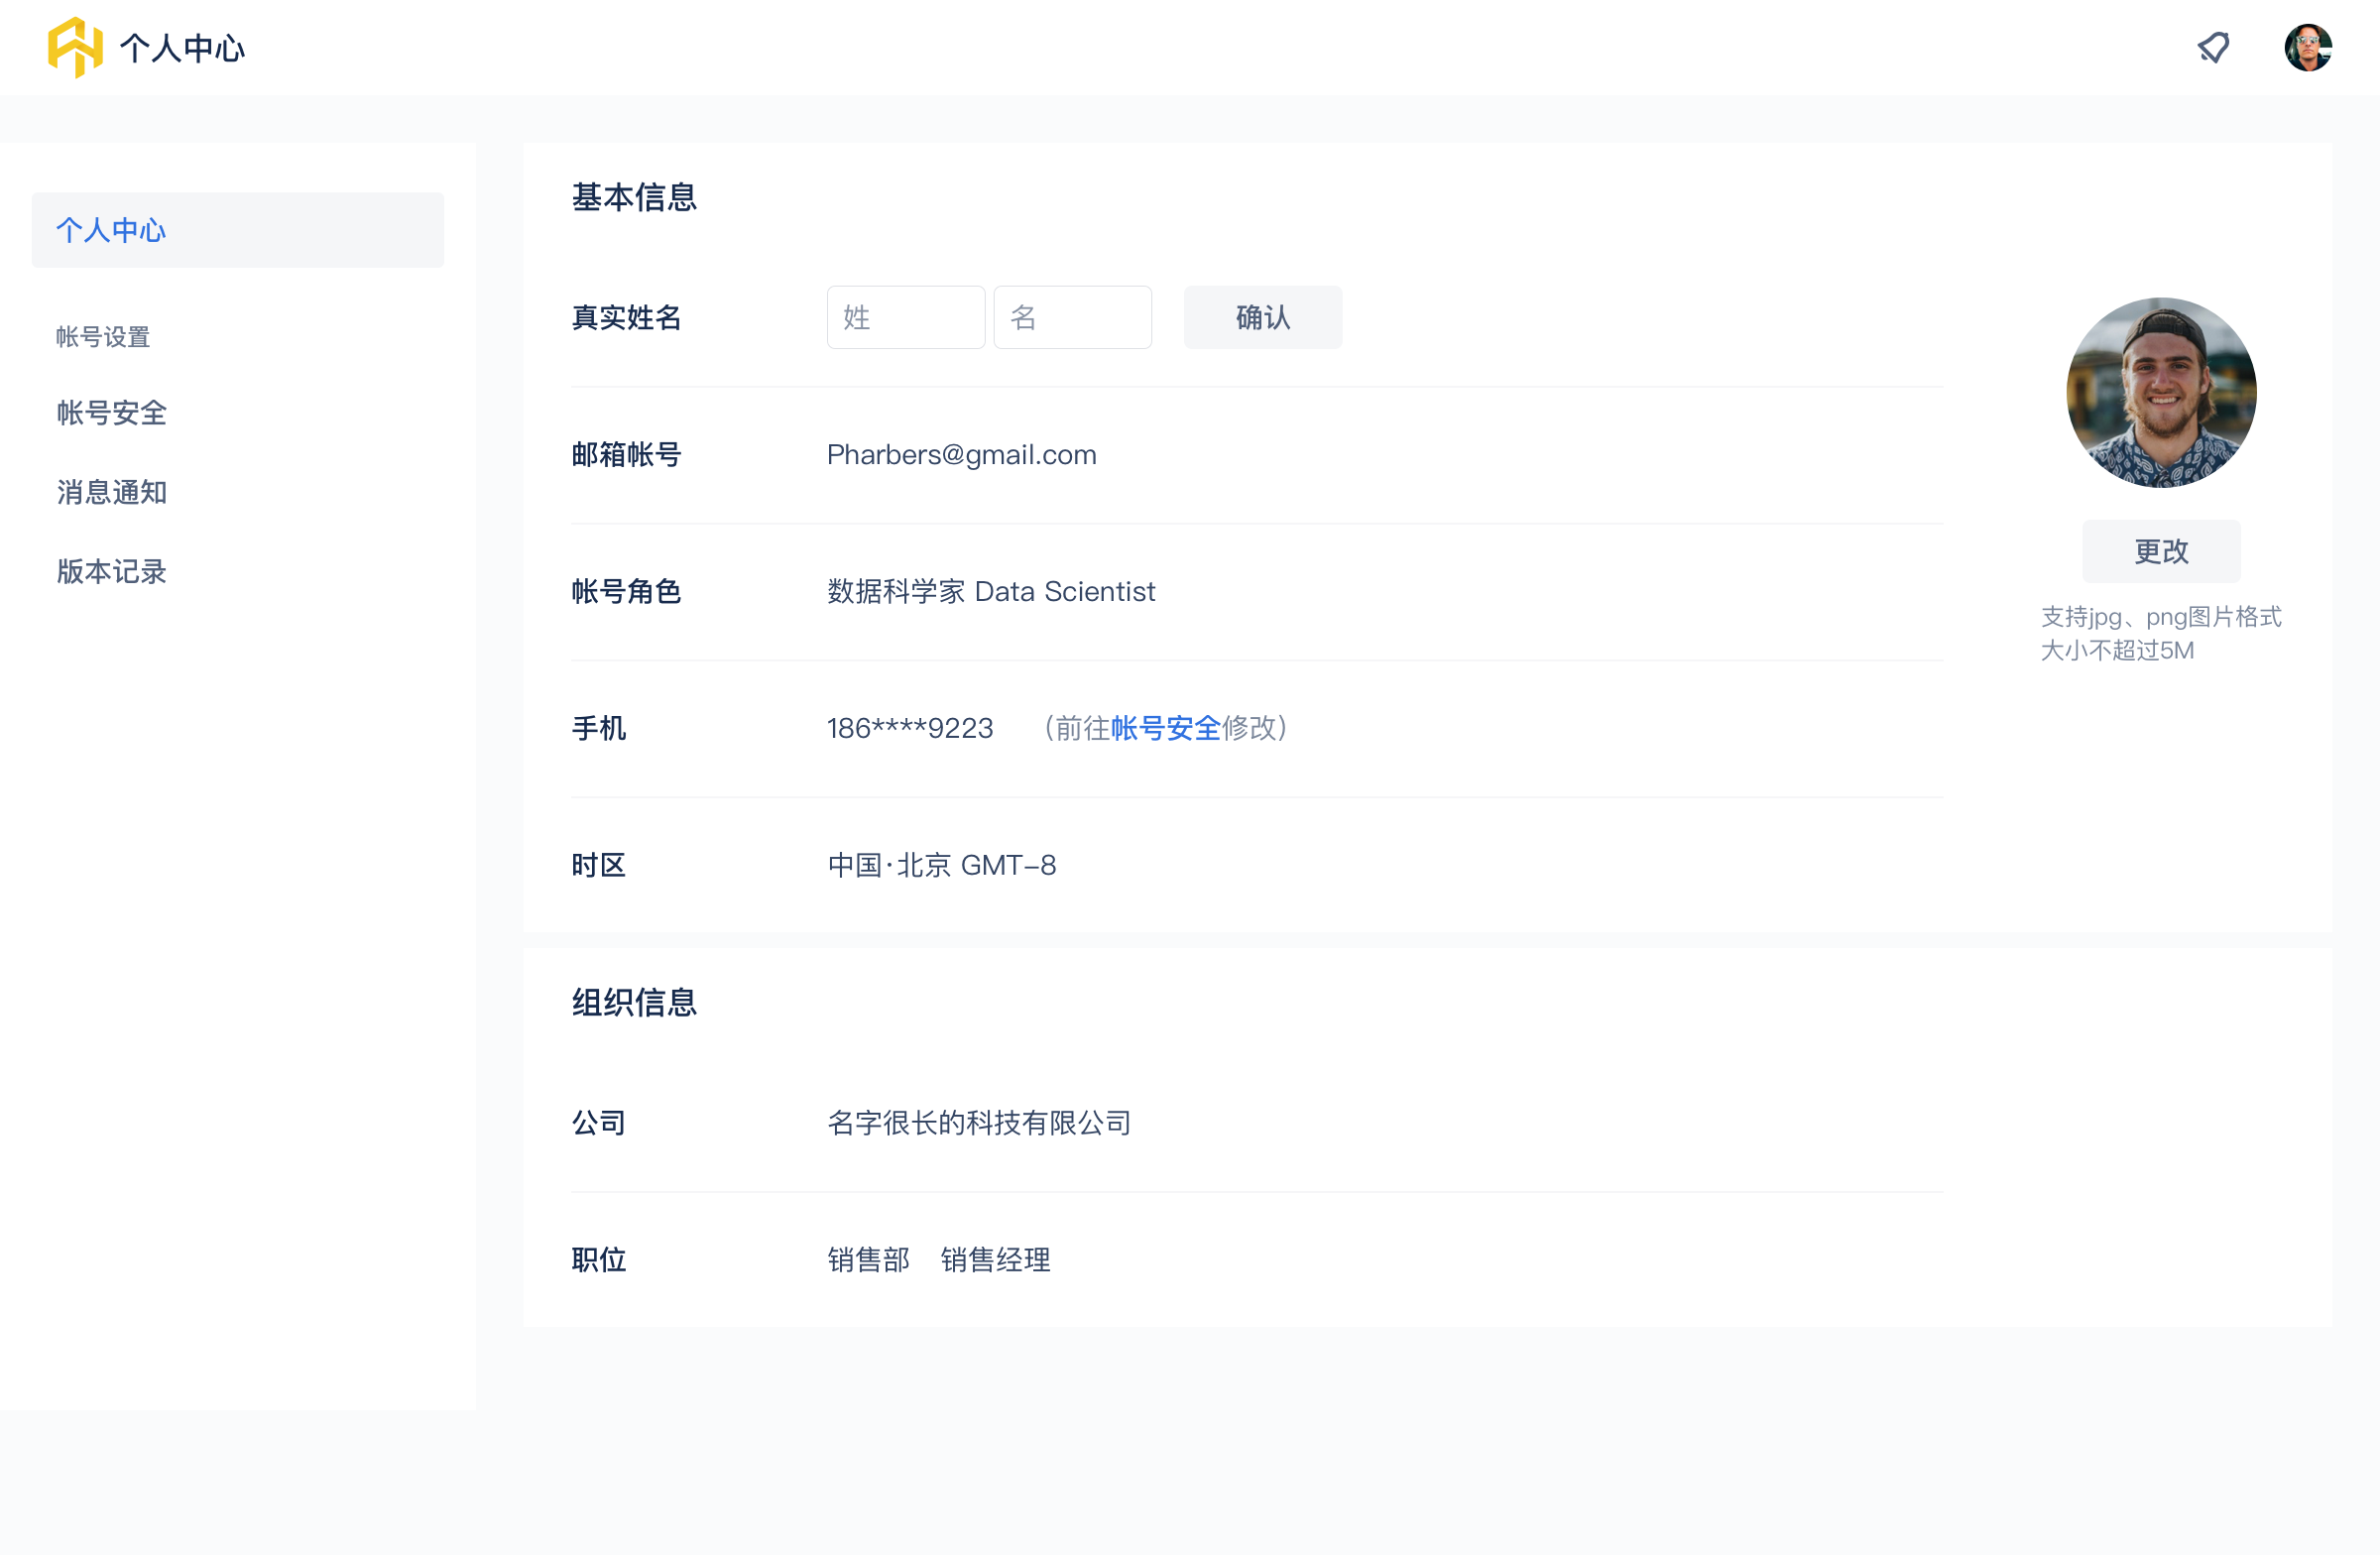 个人中心
个人中心
帐号设置
帐号安全
消息通知
版本记录
基本信息
真实姓名 姓 名 确认
邮箱帐号 Pharbers@gmail.com
帐号角色 数据科学家 Data Scientist
手机 186****9223 （前往帐号安全修改）
时区 中国·北京 GMT-8
更改
支持jpg、png图片格式
大小不超过5M
组织信息
公司 名字很长的科技有限公司
职位 销售部 销售经理